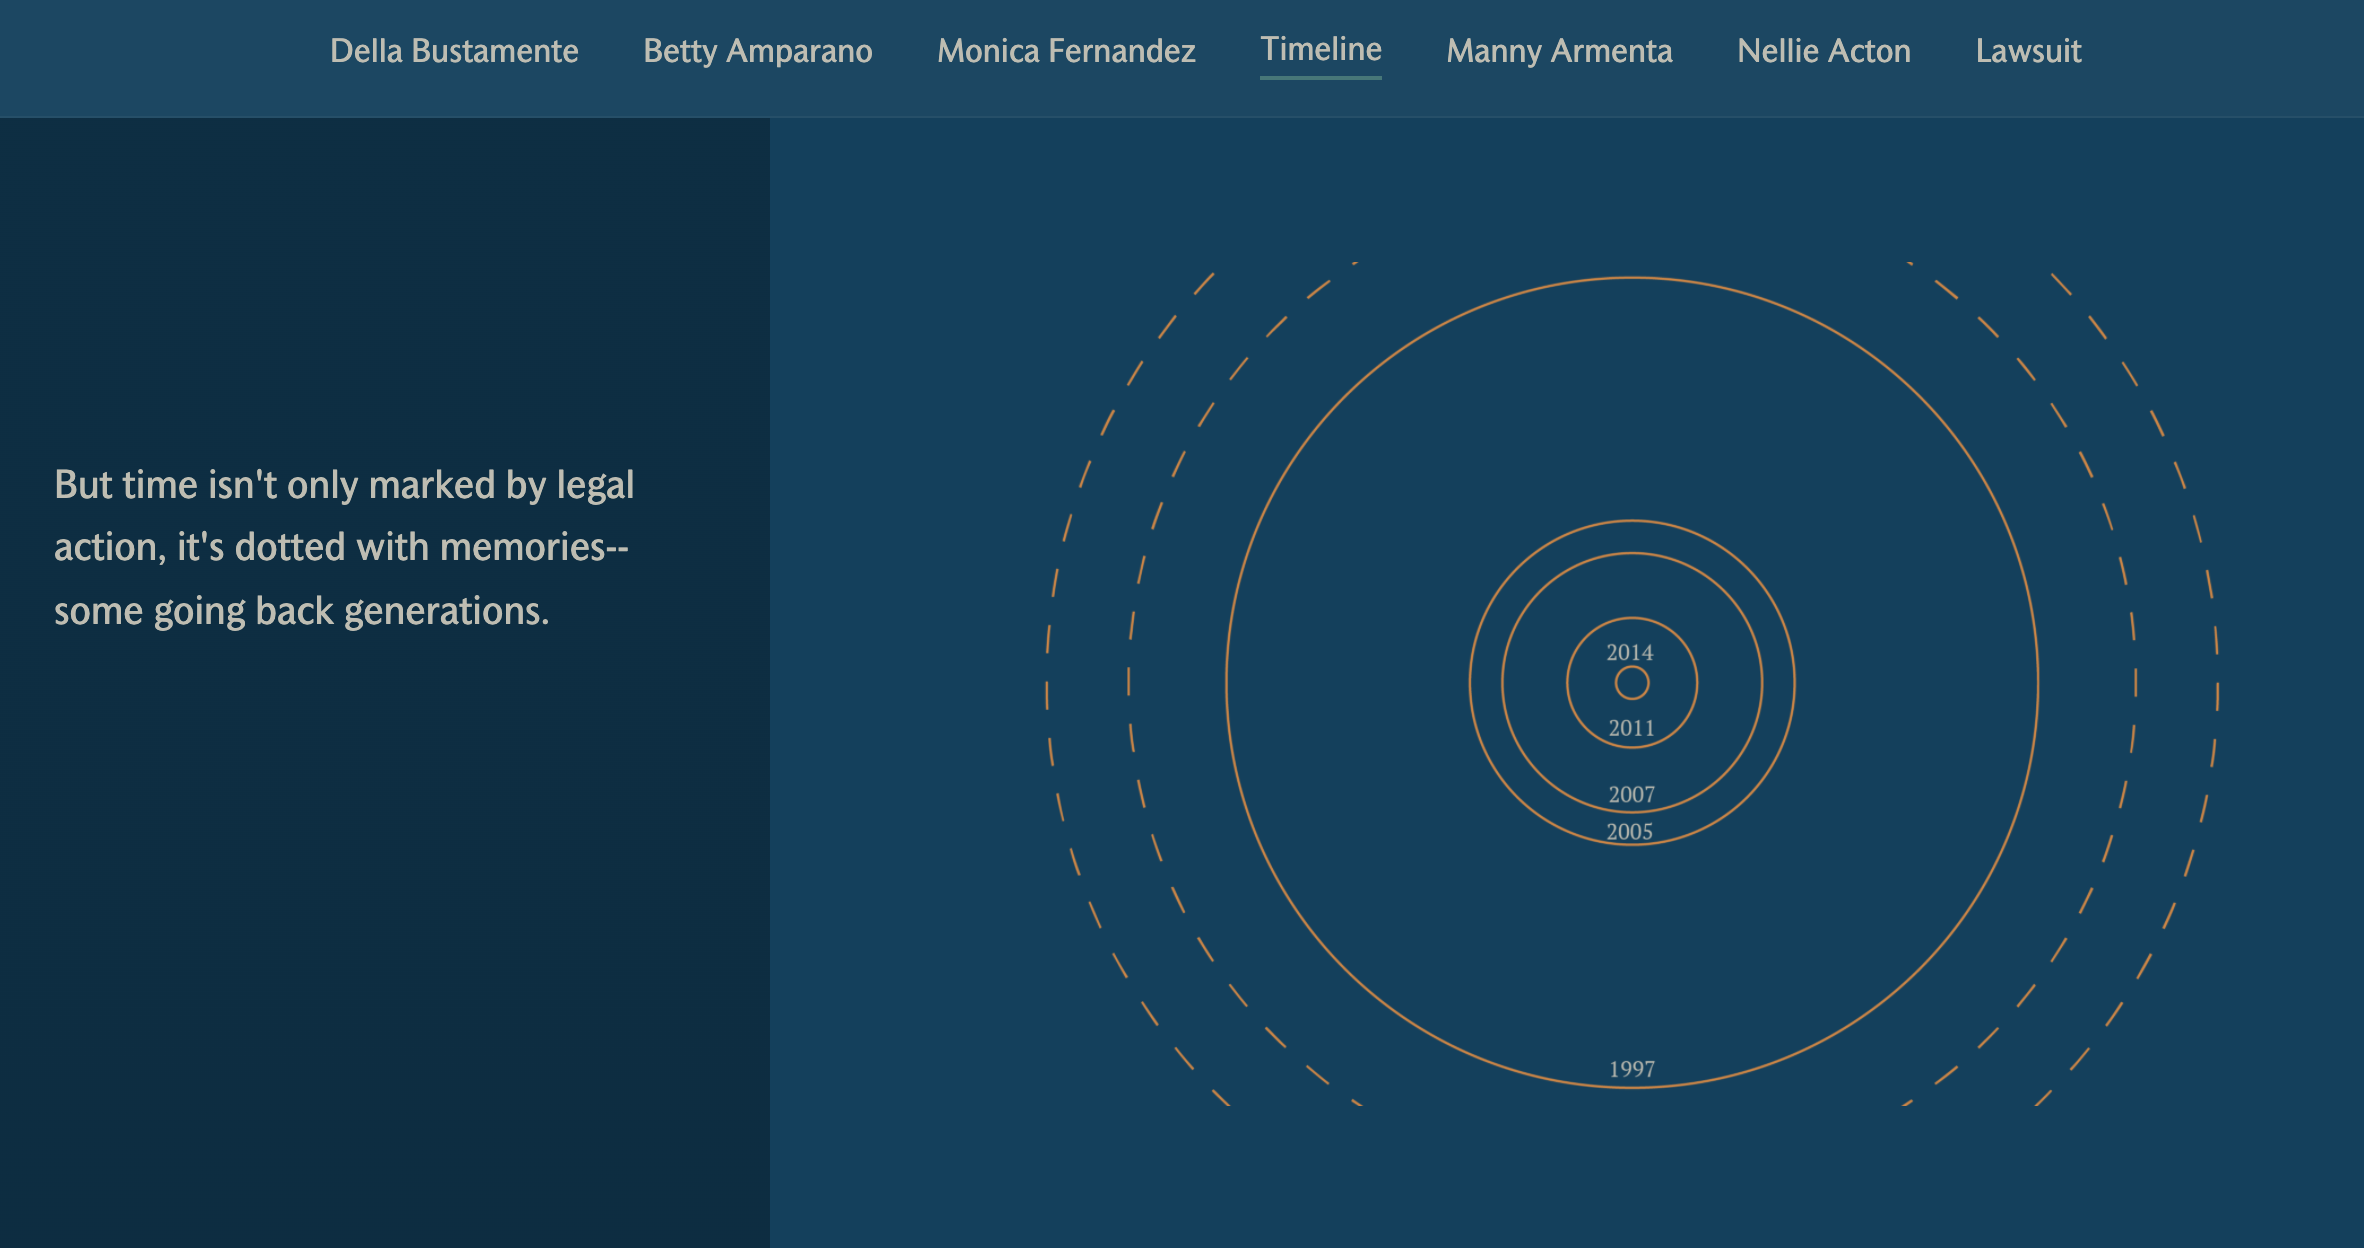 Della Bustamente Betty Amparano Monica Fernandez Timeline Manny Armenta Nellie Acton Lawsuit
But time isn't only marked by legal
action, it's dotted with memories--
some going back generations.
2014
2011
2007
2005
1997